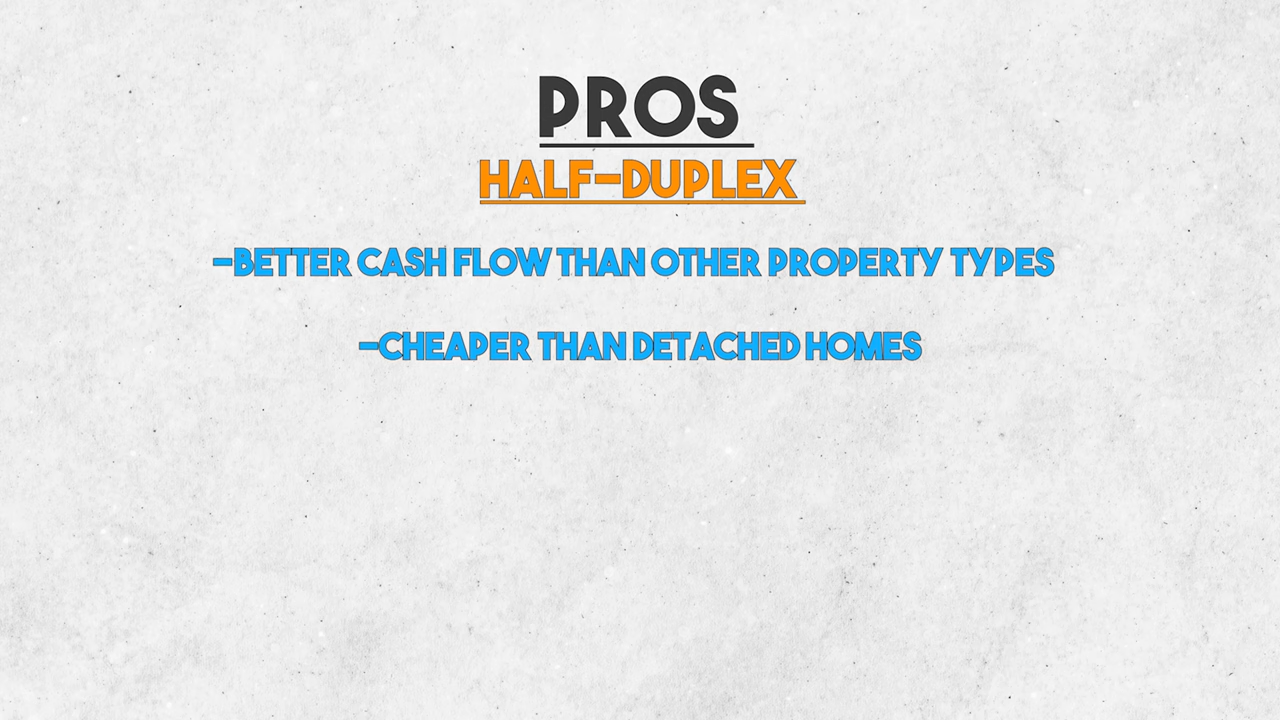 PROS
HALF-DUPLEX
-BETTER CASH FLOW THAN OTHER PROPERTY TYPES
-CHEAPER THAN DETACHED HOMES